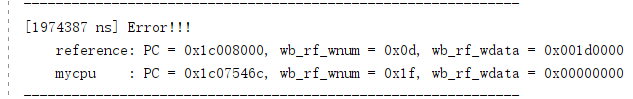 --------------------------------------------------------------
[1974387 ns] Error!!!
    reference: PC = 0x1c008000, wb_rf_wnum = 0x0d, wb_rf_wdata = 0x001d0000
    mycpu    : PC = 0x1c07546c, wb_rf_wnum = 0x1f, wb_rf_wdata = 0x00000000
--------------------------------------------------------------